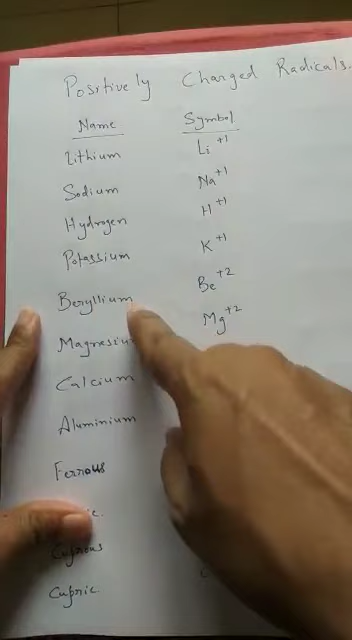 Positively Charged Radicals.
Name Symbol
Lithium Li +1
Sodium Na +1
Hydrogen H +1
Potassium K +1
Beryllium Be +2
Magnesium Mg +2
Calcium
Aluminium
Ferrous
Cuprous
Cupric